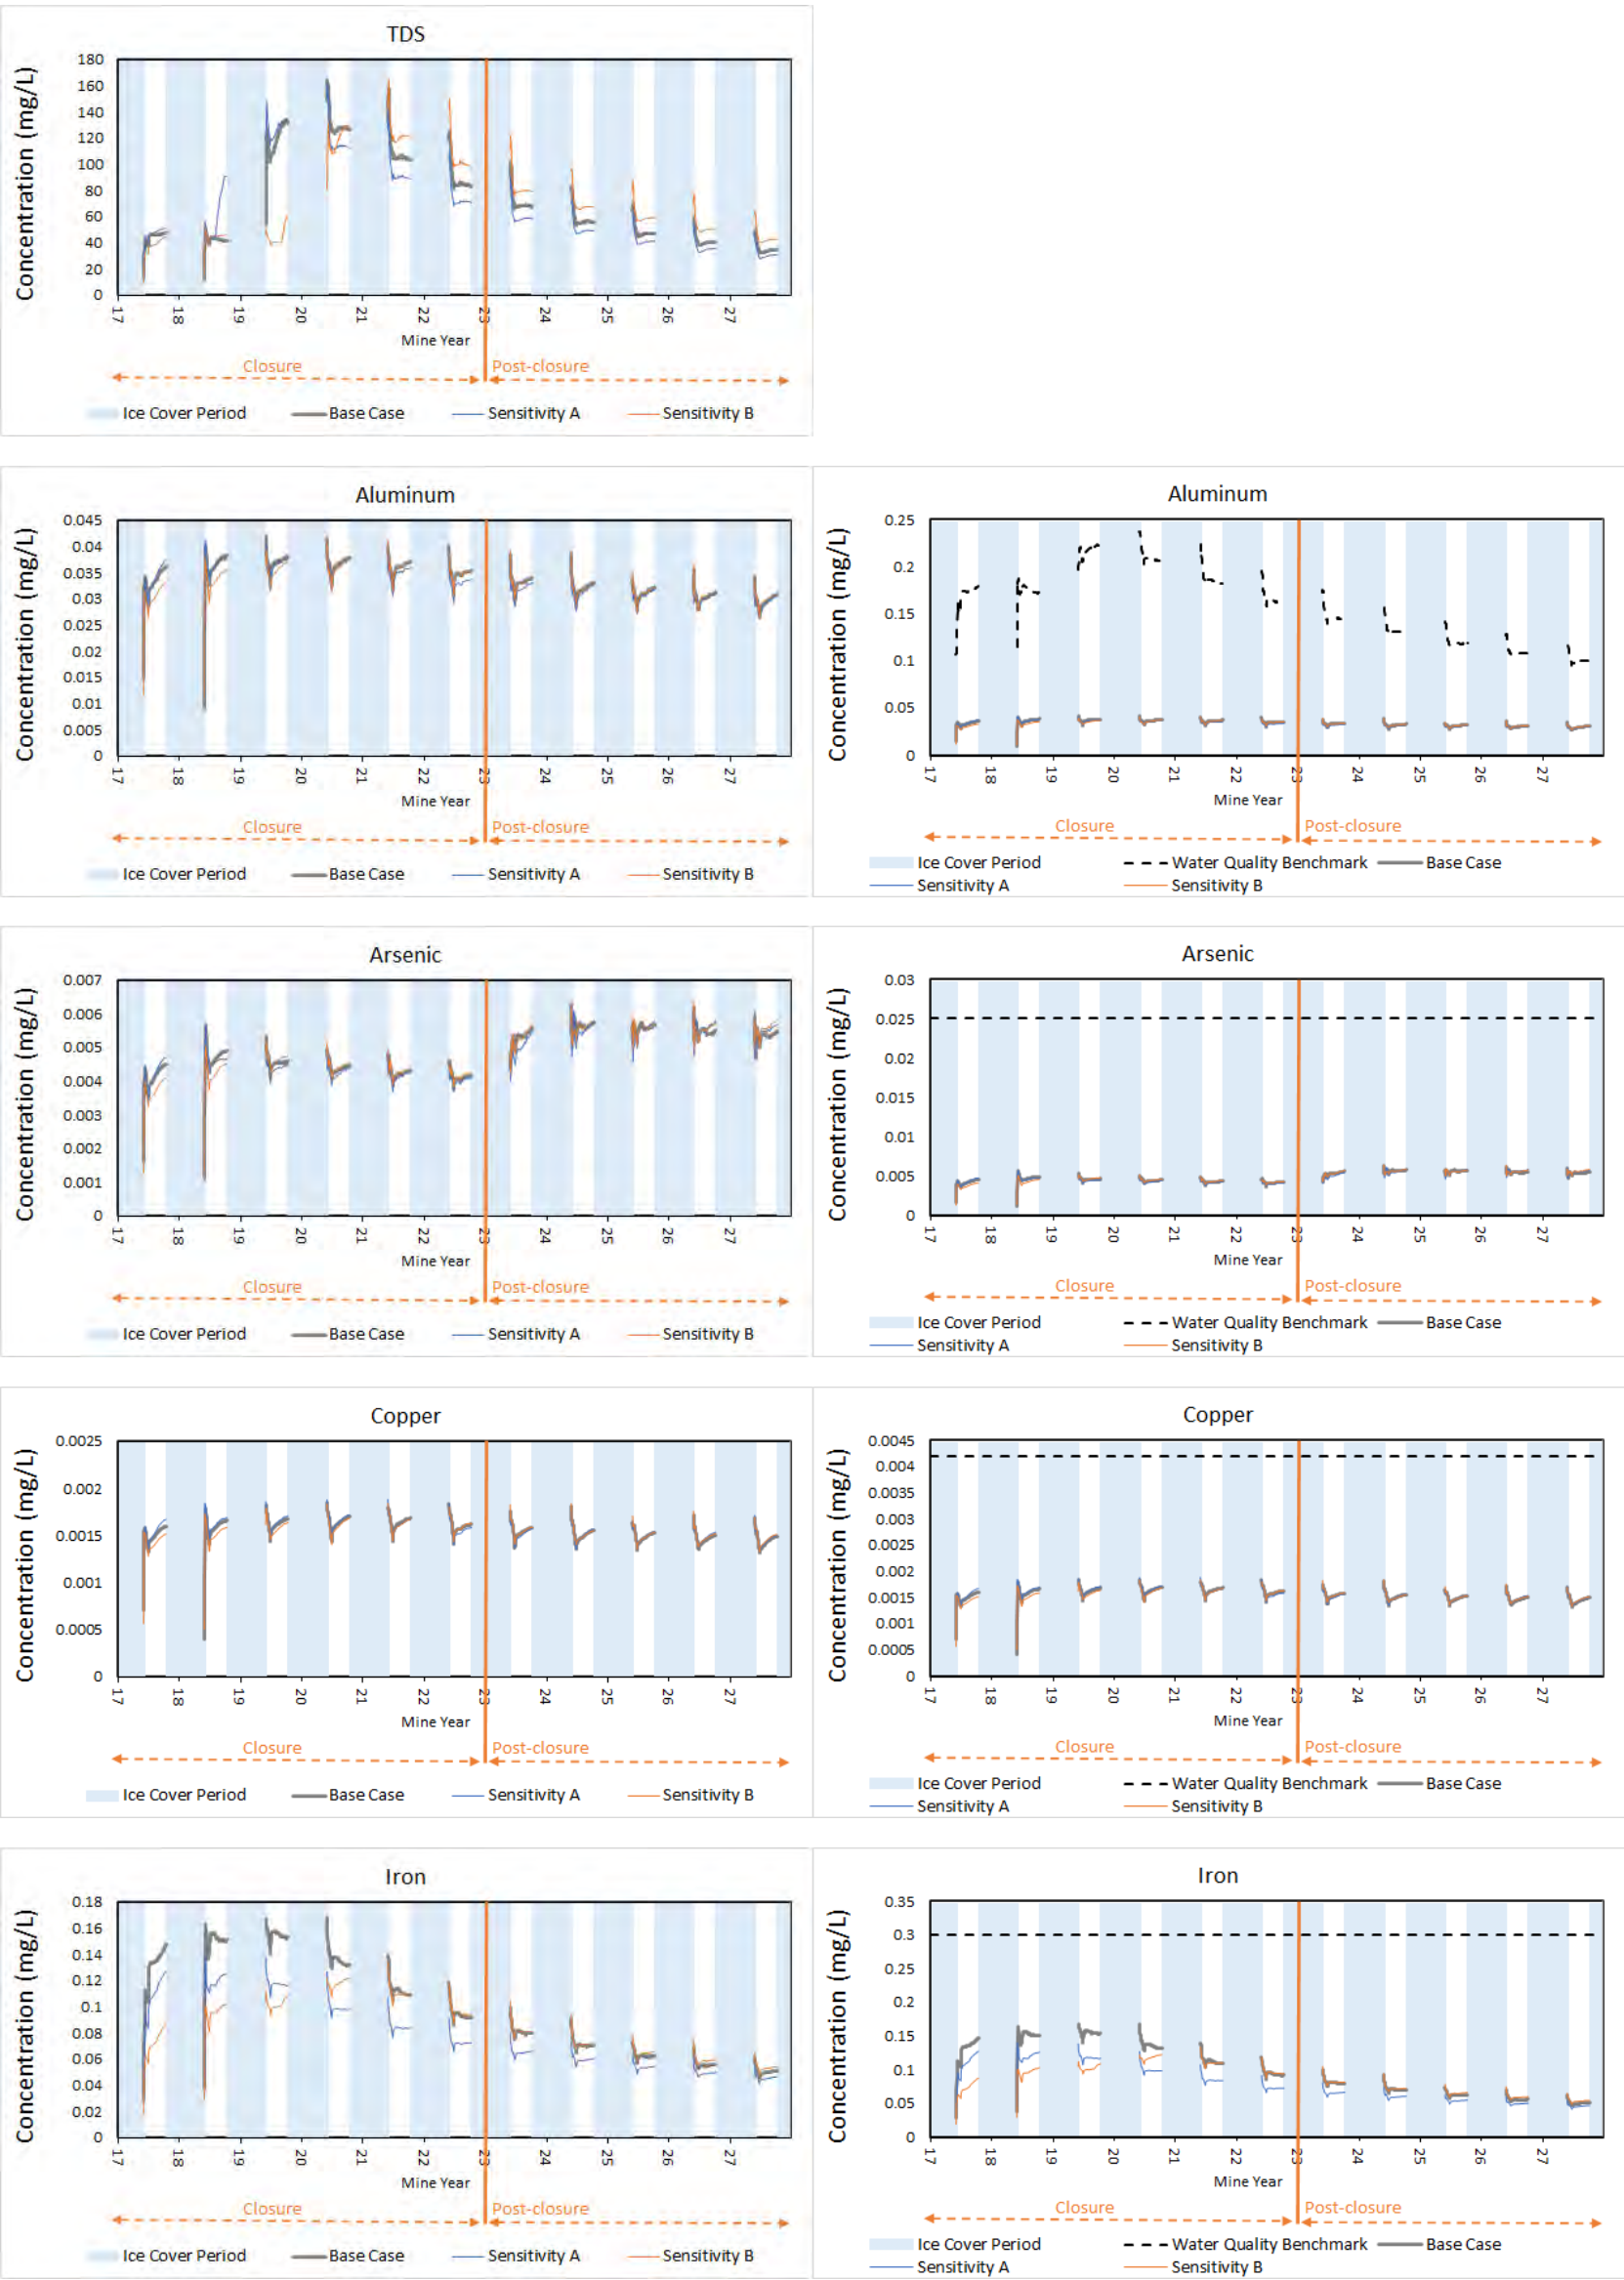 TDS
Concentration (mg/L)
180
160
140
120
100
80
60
40
20
0
17 18 19 20 21 22 23 24 25 26 27
Mine Year
Closure Post-closure
Ice Cover Period Base Case Sensitivity A Sensitivity B
Aluminum
Concentration (mg/L)
0.045
0.04
0.035
0.03
0.025
0.02
0.015
0.01
0.005
0
17 18 19 20 21 22 23 24 25 26 27
Mine Year
Closure Post-closure
Ice Cover Period Base Case Sensitivity A Sensitivity B
Aluminum
Concentration (mg/L)
0.25
0.2
0.15
0.1
0.05
0
17 18 19 20 21 22 23 24 25 26 27
Mine Year
Closure Post-closure
Ice Cover Period Water Quality Benchmark Base Case
Sensitivity A Sensitivity B
Arsenic
Concentration (mg/L)
0.007
0.006
0.005
0.004
0.003
0.002
0.001
0
17 18 19 20 21 22 23 24 25 26 27
Mine Year
Closure Post-closure
Ice Cover Period Base Case Sensitivity A Sensitivity B
Arsenic
Concentration (mg/L)
0.03
0.025
0.02
0.015
0.01
0.005
0
17 18 19 20 21 22 23 24 25 26 27
Mine Year
Closure Post-closure
Ice Cover Period Water Quality Benchmark Base Case
Sensitivity A Sensitivity B
Copper
Concentration (mg/L)
0.0025
0.002
0.0015
0.001
0.0005
0
17 18 19 20 21 22 23 24 25 26 27
Mine Year
Closure Post-closure
Ice Cover Period Base Case Sensitivity A Sensitivity B
Copper
Concentration (mg/L)
0.0045
0.004
0.0035
0.003
0.0025
0.002
0.0015
0.001
0.0005
0
17 18 19 20 21 22 23 24 25 26 27
Mine Year
Closure Post-closure
Ice Cover Period Water Quality Benchmark Base Case
Sensitivity A Sensitivity B
Iron
Concentration (mg/L)
0.18
0.16
0.14
0.12
0.1
0.08
0.06
0.04
0.02
0
17 18 19 20 21 22 23 24 25 26 27
Mine Year
Closure Post-closure
Ice Cover Period Base Case Sensitivity A Sensitivity B
Iron
Concentration (mg/L)
0.35
0.3
0.25
0.2
0.15
0.1
0.05
0
17 18 19 20 21 22 23 24 25 26 27
Mine Year
Closure Post-closure
Ice Cover Period Water Quality Benchmark Base Case
Sensitivity A Sensitivity B